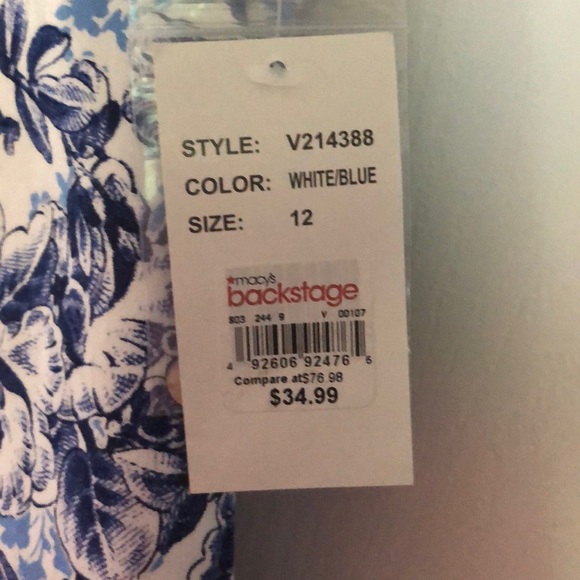 STYLE: V214388
COLOR: WHITE/BLUE
SIZE: 12
macy's
backstage
803 244 9 V 00107
4 92606 92476 6
Compare at $76.98
$34.99